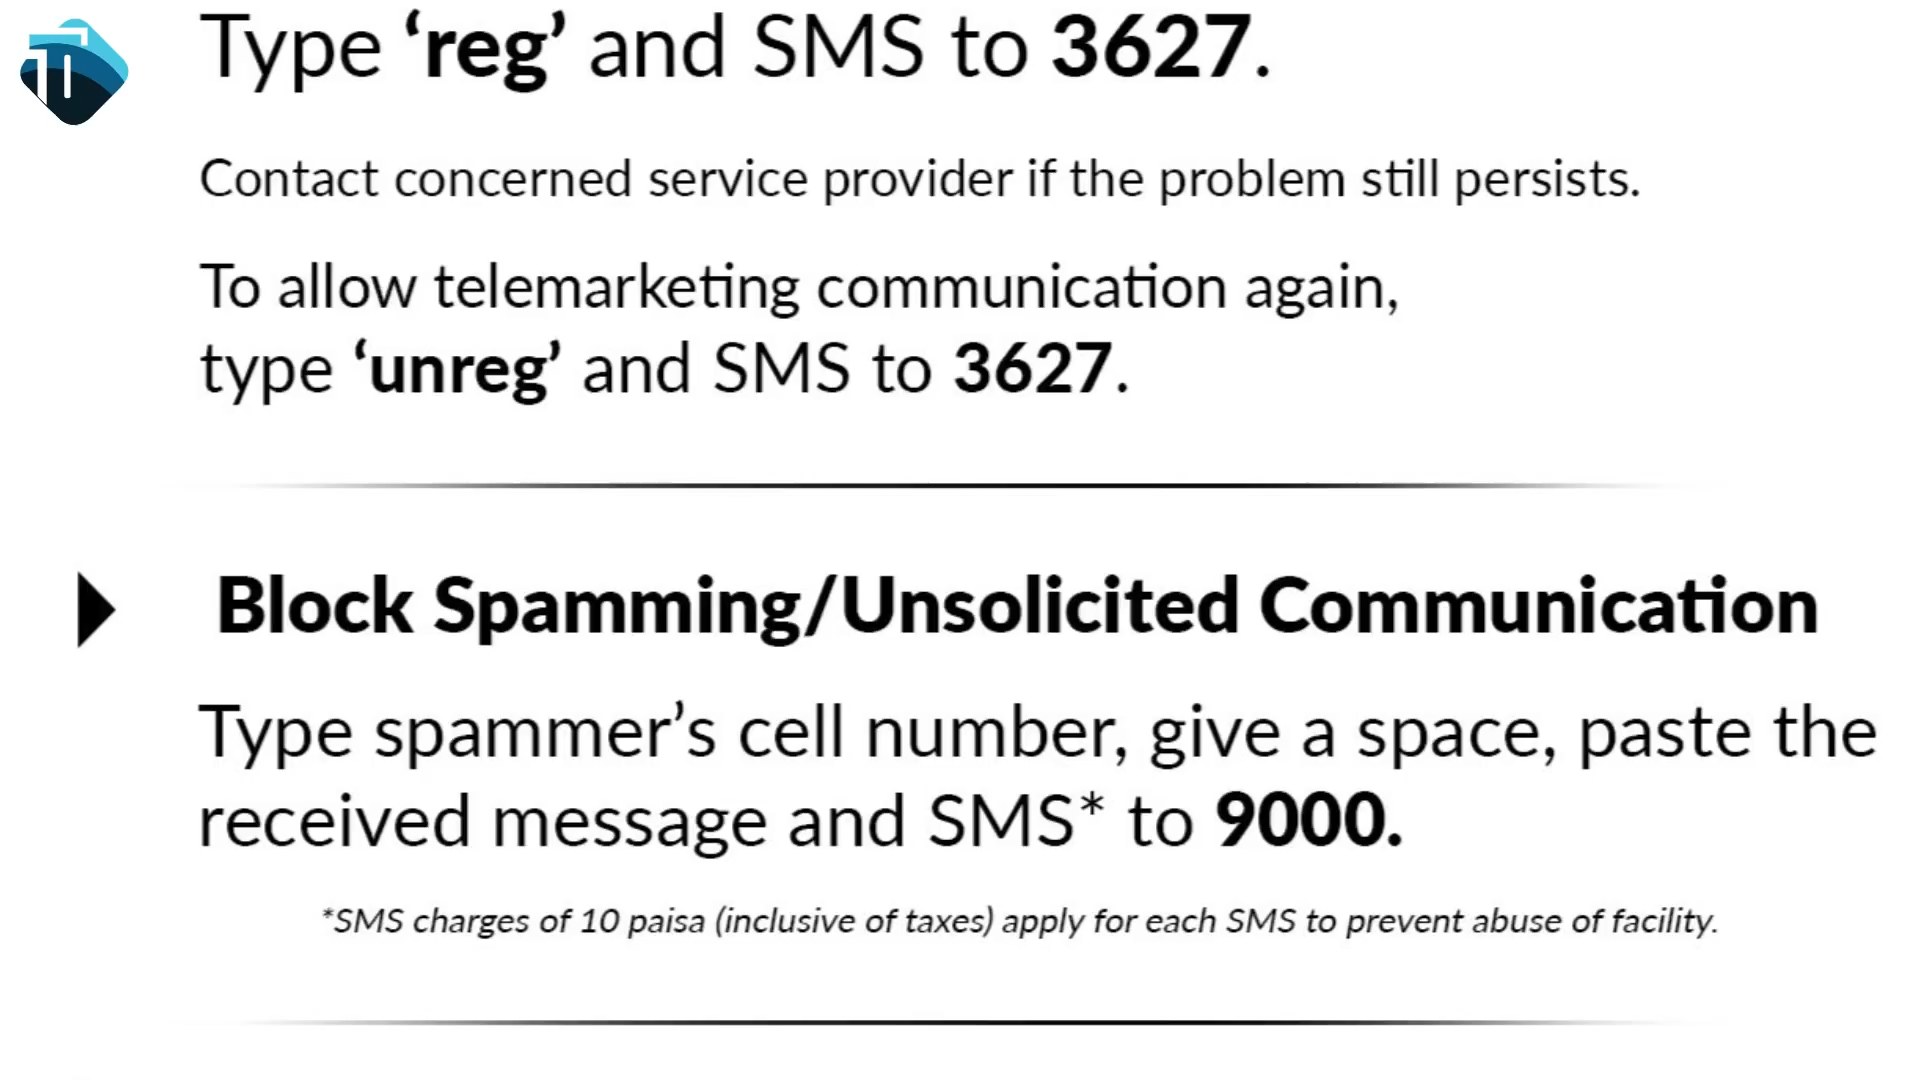 Type ‘reg’ and SMS to 3627.
Contact concerned service provider if the problem still persists.
To allow telemarketing communication again,
type ‘unreg’ and SMS to 3627.
Block Spamming/Unsolicited Communication
Type spammer’s cell number, give a space, paste the
received message and SMS* to 9000.
*SMS charges of 10 paisa (inclusive of taxes) apply for each SMS to prevent abuse of facility.